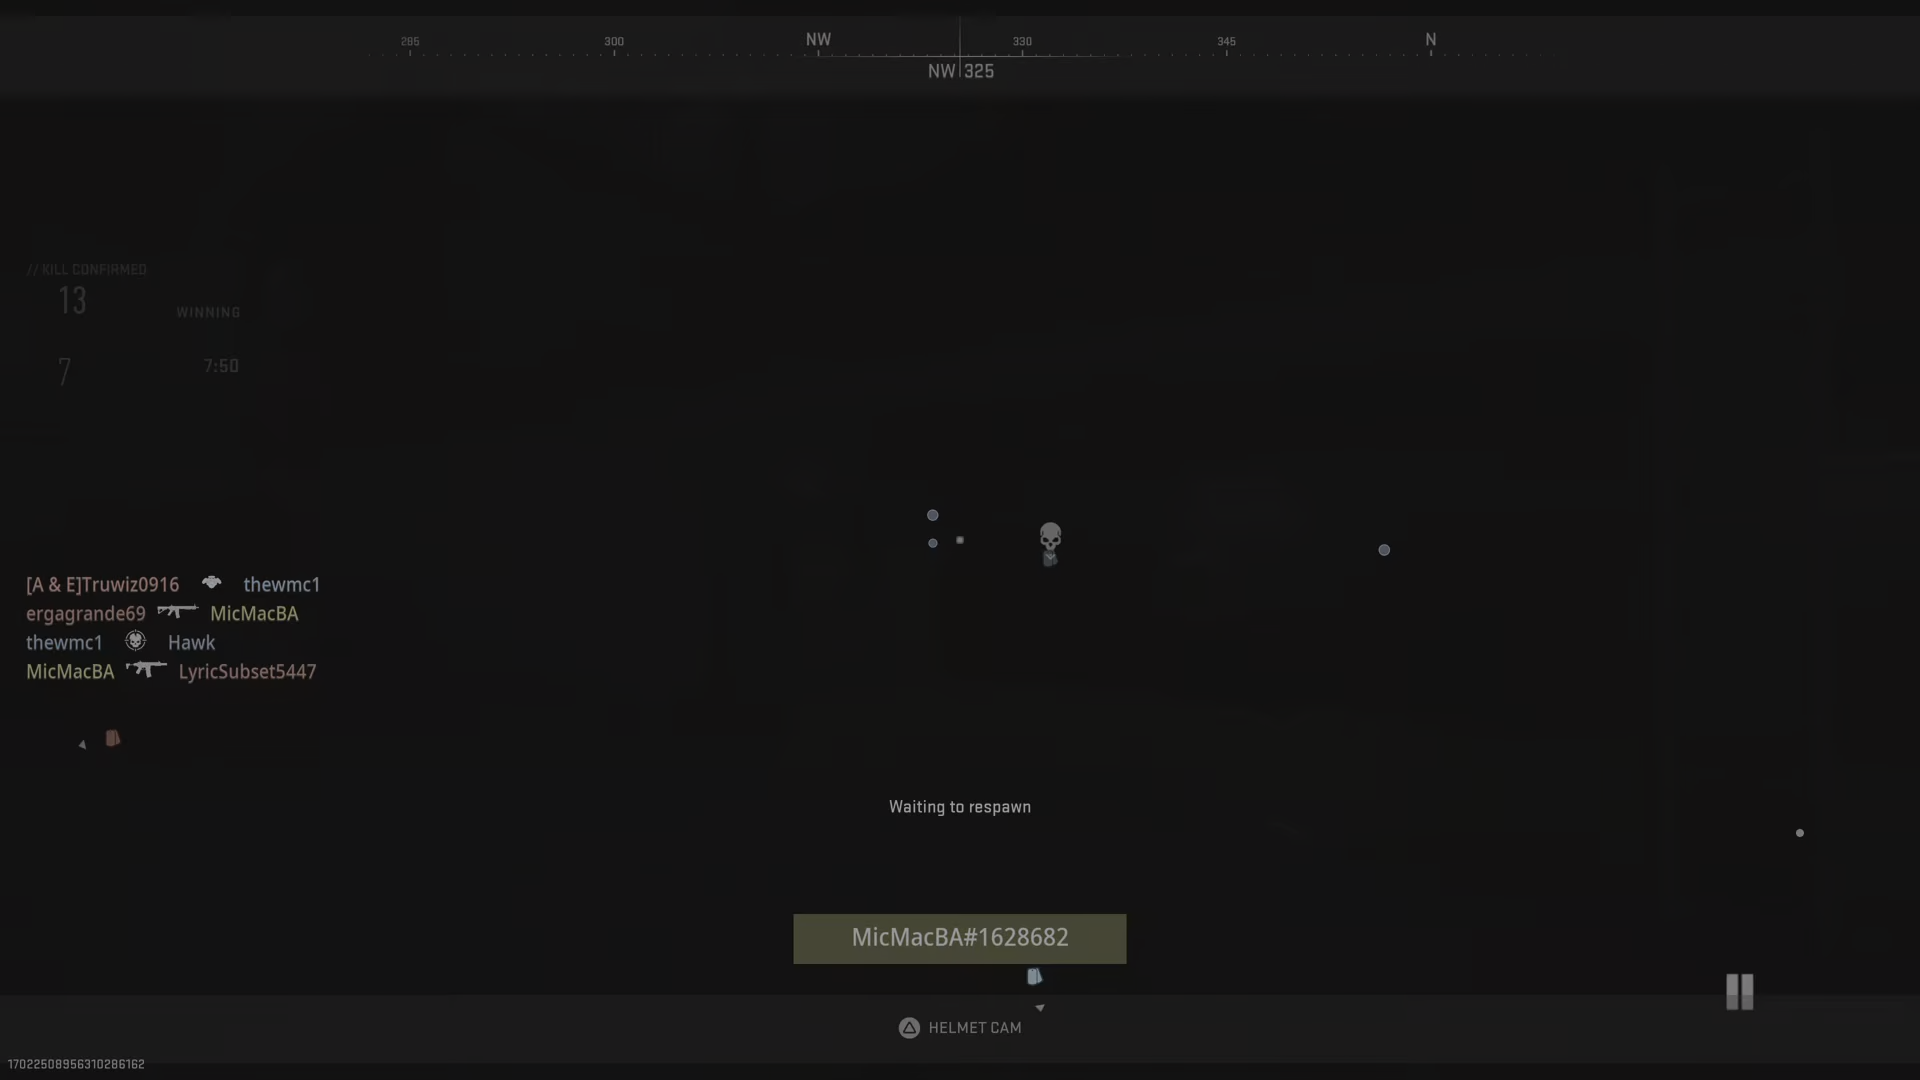 285 300 NW 330 345 N
NW 325
// KILL CONFIRMED
13
WINNING
7
7:50
[A & E]Truwiz0916 thewmc1
ergagrande69 MicMacBA
thewmc1 Hawk
MicMacBA LyricSubset5447
Waiting to respawn
MicMacBA#1628682
HELMET CAM
17022508956310286162